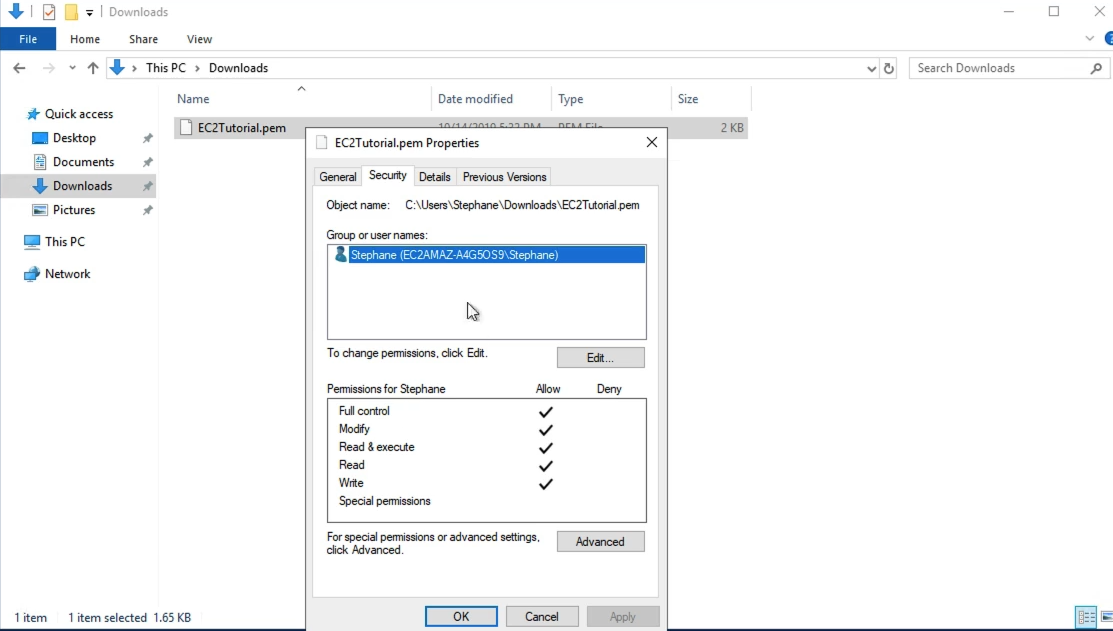 Downloads
File Home Share View
This PC > Downloads
Search Downloads
Name Date modified Type Size
Quick access
Desktop
Documents
Downloads
Pictures
This PC
Network
EC2Tutorial.pem 10/14/2019 5:33 PM PEM File 2 KB
EC2Tutorial.pem Properties
General Security Details Previous Versions
Object name: C:\Users\Stephane\Downloads\EC2Tutorial.pem
Group or user names:
Stephane (EC2AMAZ-A4G5OS9\Stephane)
To change permissions, click Edit.
Edit...
Permissions for Stephane Allow Deny
Full control
Modify
Read & execute
Read
Write
Special permissions
For special permissions or advanced settings,
click Advanced.
Advanced
OK Cancel Apply
1 item 1 item selected 1.65 KB